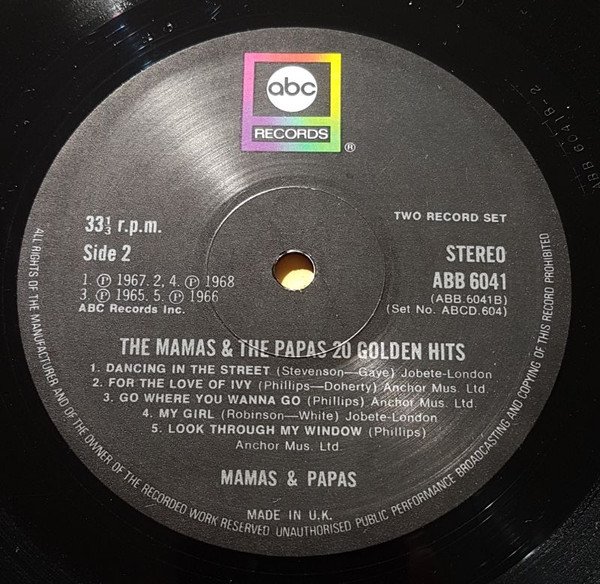 abc
RECORDS
®
33⅓ r.p.m.
TWO RECORD SET
Side 2
STEREO
1. ℗ 1967. 2, 4. ℗ 1968
ABB 6041
3. ℗ 1965. 5. ℗ 1966
(ABB.6041B)
ABC Records Inc.
(Set No. ABCD.604)
THE MAMAS & THE PAPAS 20 GOLDEN HITS
1. DANCING IN THE STREET (Stevenson—Gaye) Jobete-London
2. FOR THE LOVE OF IVY (Phillips—Doherty) Anchor Mus. Ltd.
3. GO WHERE YOU WANNA GO (Phillips) Anchor Mus. Ltd.
4. MY GIRL (Robinson—White) Jobete-London
5. LOOK THROUGH MY WINDOW (Phillips)
Anchor Mus. Ltd.
MAMAS & PAPAS
MADE IN U.K.
ALL RIGHTS OF THE MANUFACTURER AND OF THE OWNER OF THE RECORDED WORK RESERVED UNAUTHORISED PUBLIC PERFORMANCE BROADCASTING AND COPYING OF THIS RECORD PROHIBITED
ABB 6041B-2